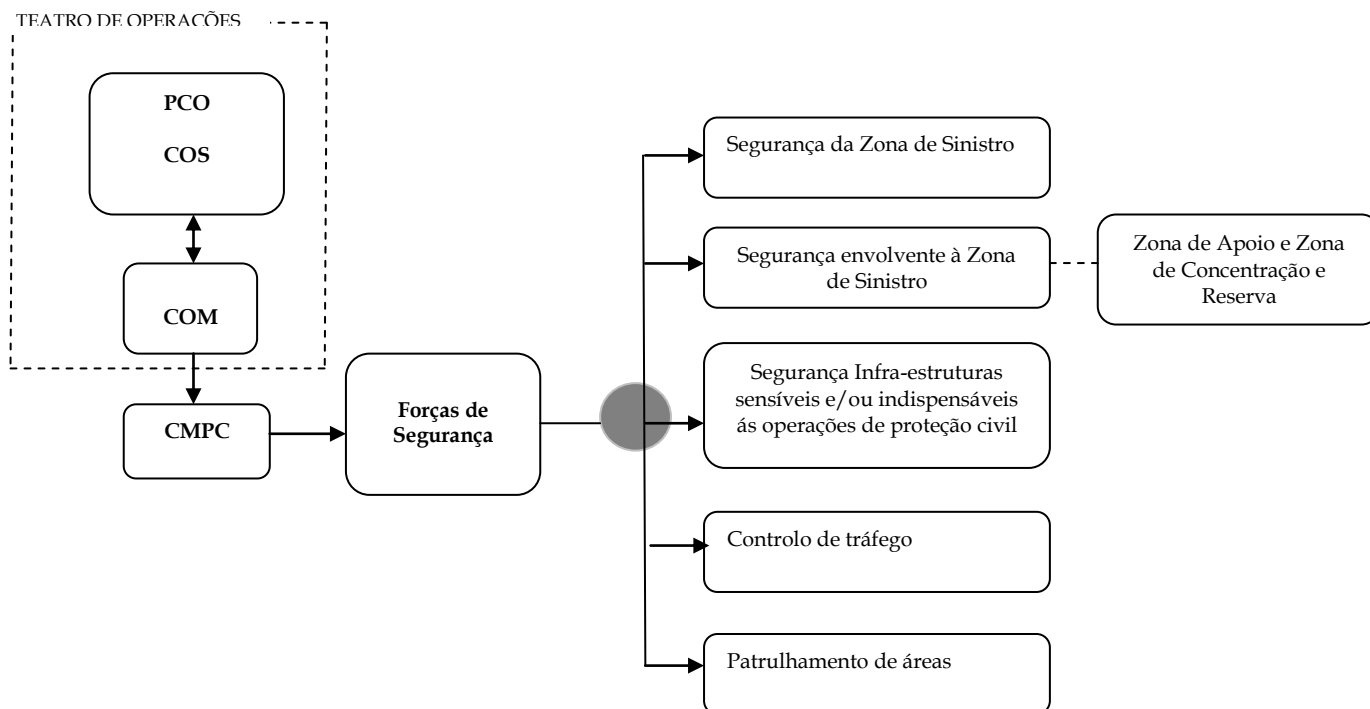 TEATRO DE OPERAÇÕES
PCO
COS
COM
CMPC
Forças de
Segurança
Segurança da Zona de Sinistro
Segurança envolvente à Zona
de Sinistro
Zona de Apoio e Zona
de Concentração e
Reserva
Segurança Infra-estruturas
sensíveis e/ou indispensáveis
ás operações de proteção civil
Controlo de tráfego
Patrulhamento de áreas